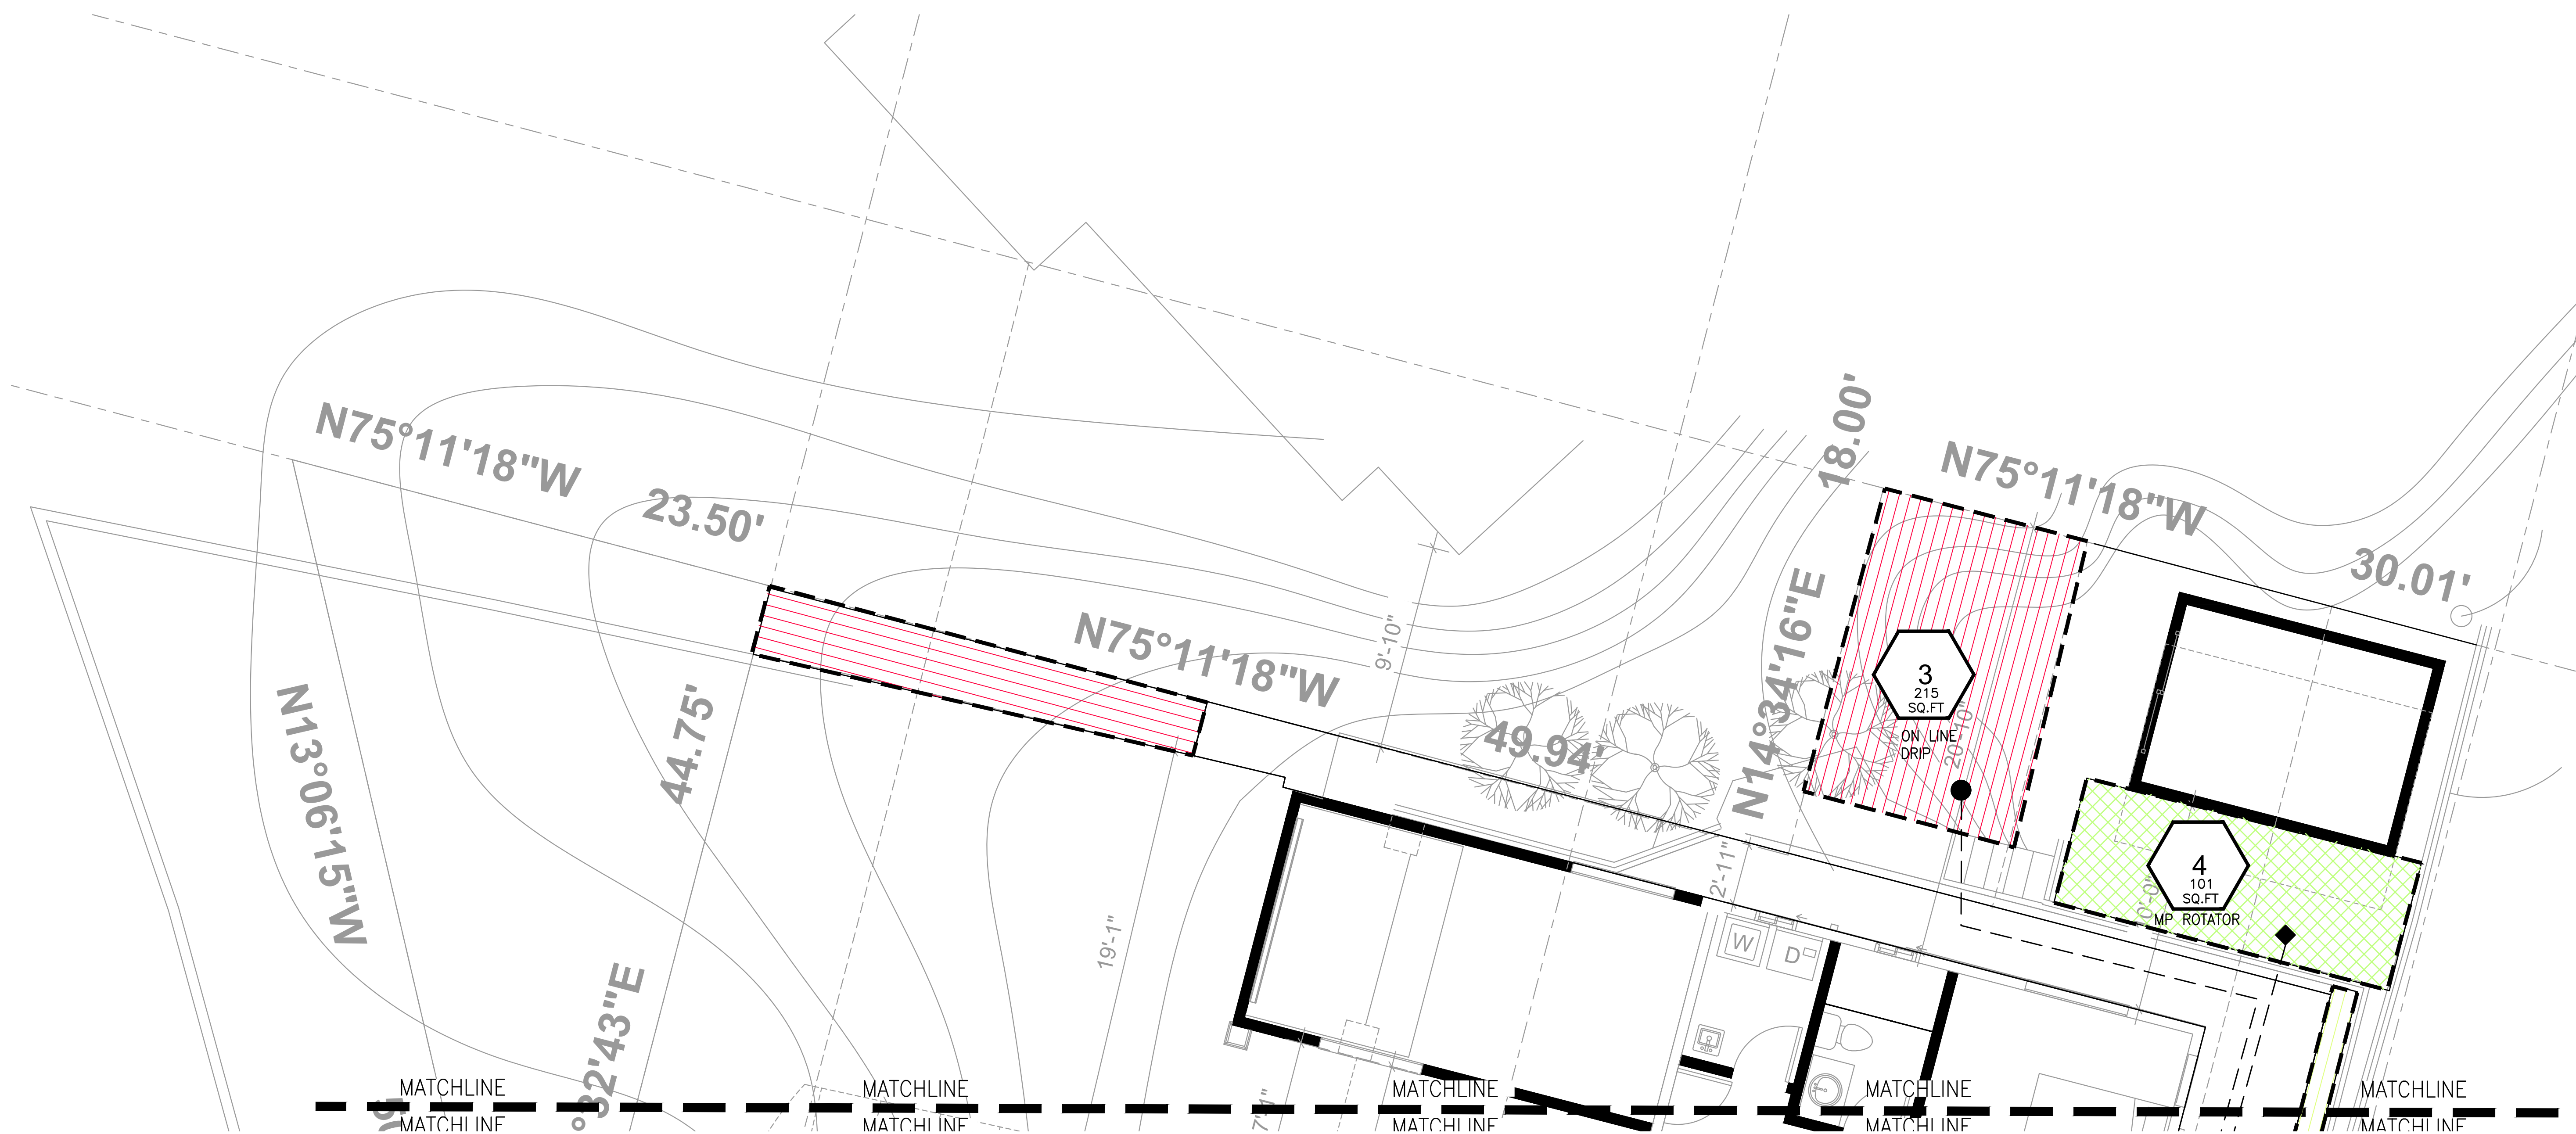 N75°11'18"W
23.50'
N75°11'18"W
9'-10"
49.94'
18.00'
N75°11'18"W
30.01'
N14°34'16"E
3
215
SQ.FT
ON LINE
DRIP
20'-10"
4
101
SQ.FT
MP ROTATOR
N13°06'15"W
44.75'
°32'43"E
19'-1"
2'-11"
W
D
MATCHLINE
MATCHLINE
MATCHLINE
MATCHLINE
MATCHLINE
MATCHLINE
MATCHLINE
MATCHLINE
MATCHLINE
MATCHLINE